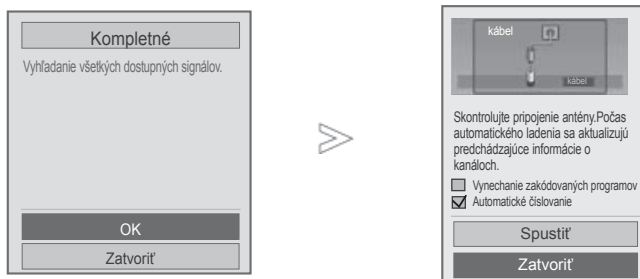 Kompletné
Vyhľadanie všetkých dostupných signálov.
OK
Zatvoriť
kábel
kábel
Skontrolujte pripojenie antény.Počas
automatického ladenia sa aktualizujú
predchádzajúce informácie o
kanáloch.
Vynechanie zakódovaných programov
Automatické číslovanie
Spustiť
Zatvoriť